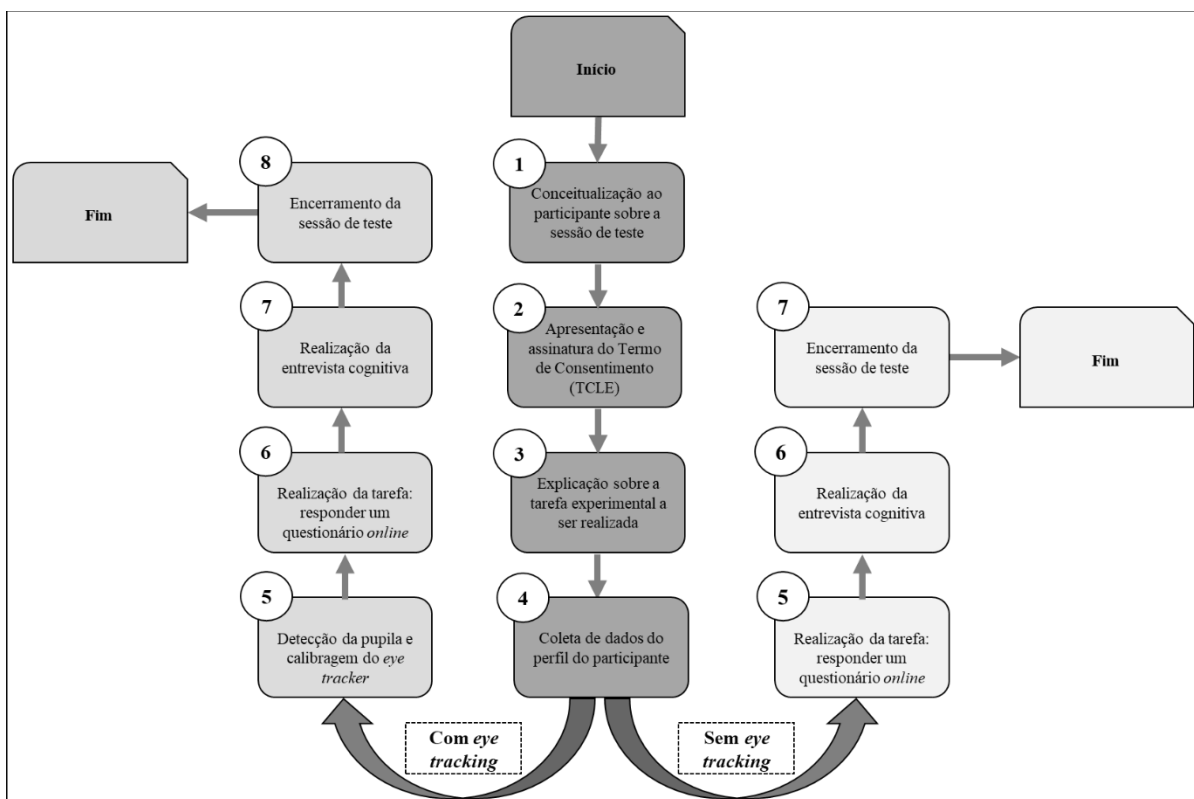 Início
1
Conceitualização ao
participante sobre a
sessão de teste
2
Apresentação e
assinatura do Termo
de Consentimento
(TCLE)
3
Explicação sobre a
tarefa experimental a
ser realizada
4
Coleta de dados do
perfil do participante
Com eye
tracking
5
Detecção da pupila e
calibragem do eye
tracker
6
Realização da tarefa:
responder um
questionário online
7
Realização da
entrevista cognitiva
8
Encerramento da
sessão de teste
Fim
Sem eye
tracking
5
Realização da tarefa:
responder um
questionário online
6
Realização da
entrevista cognitiva
7
Encerramento da
sessão de teste
Fim